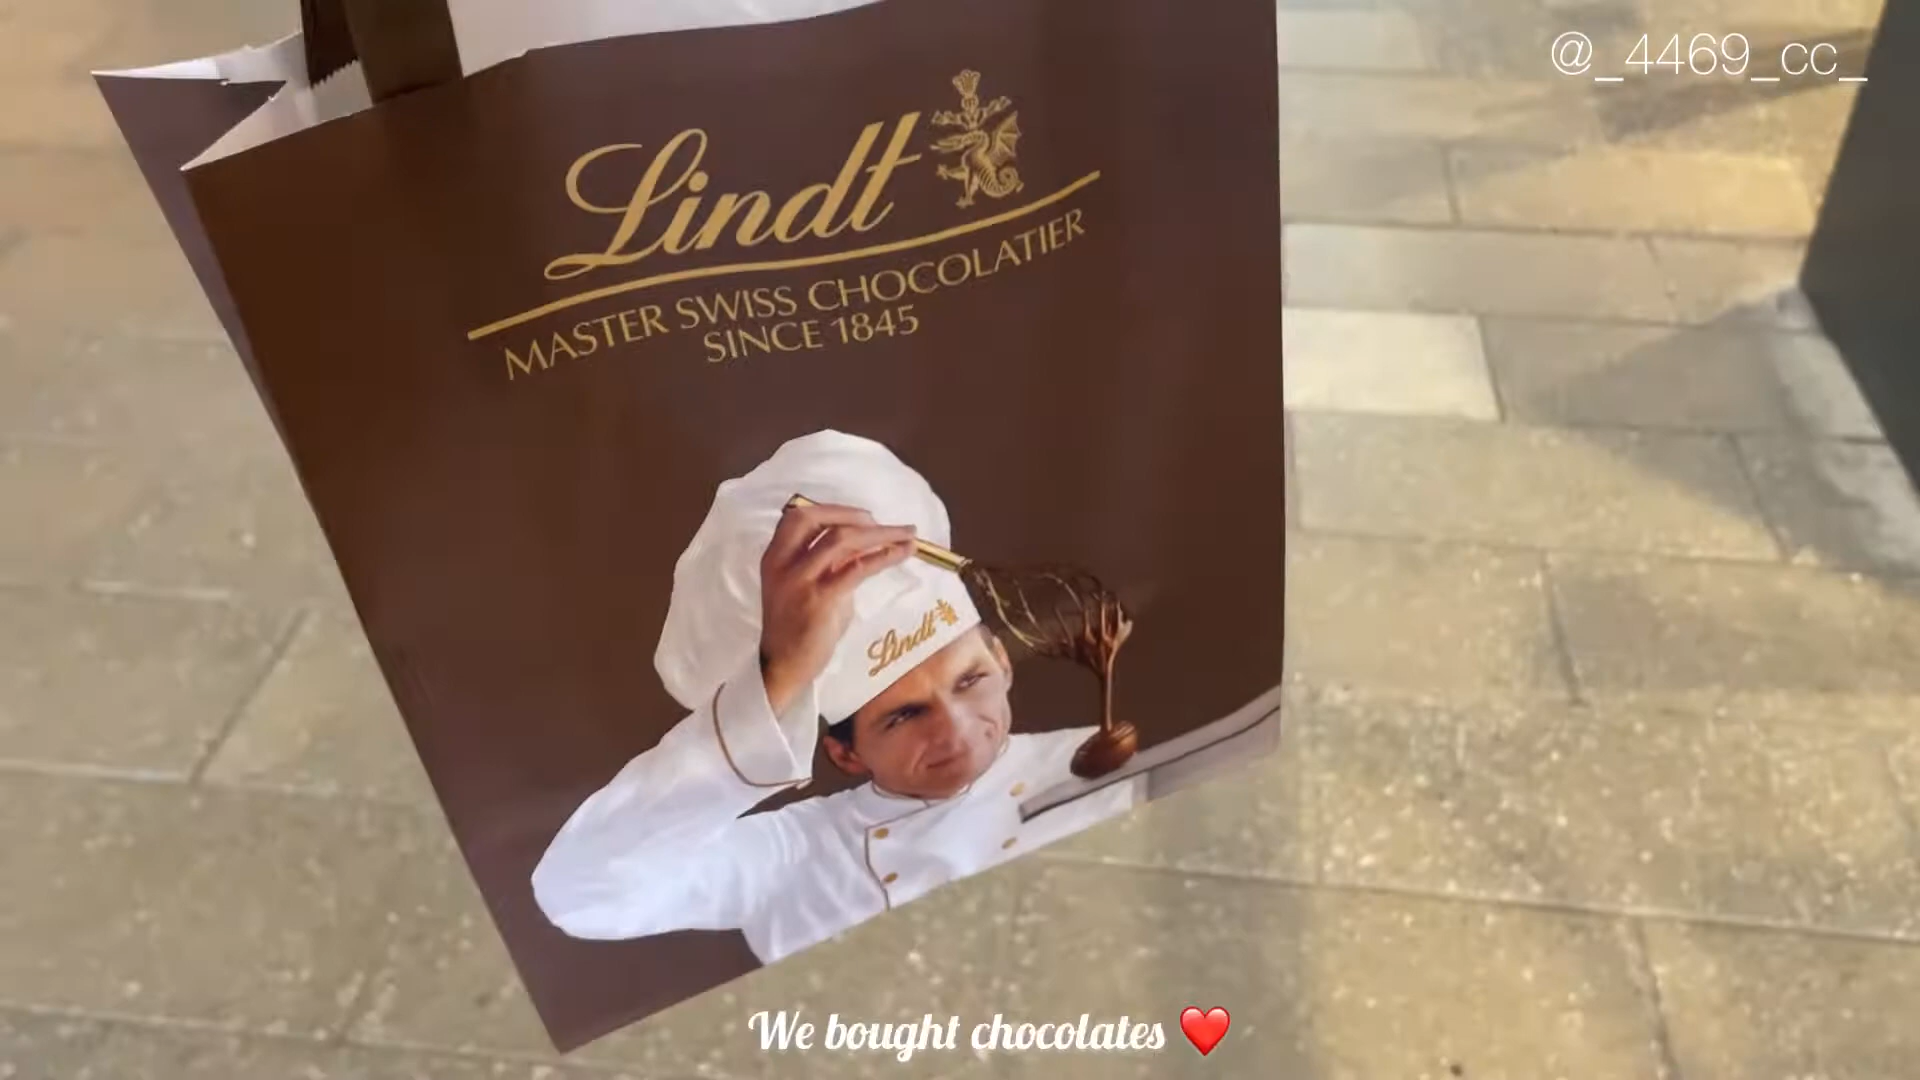 @_4469_cc_
Lindt
MASTER SWISS CHOCOLATIER
SINCE 1845
Lindt
We bought chocolates ❤️